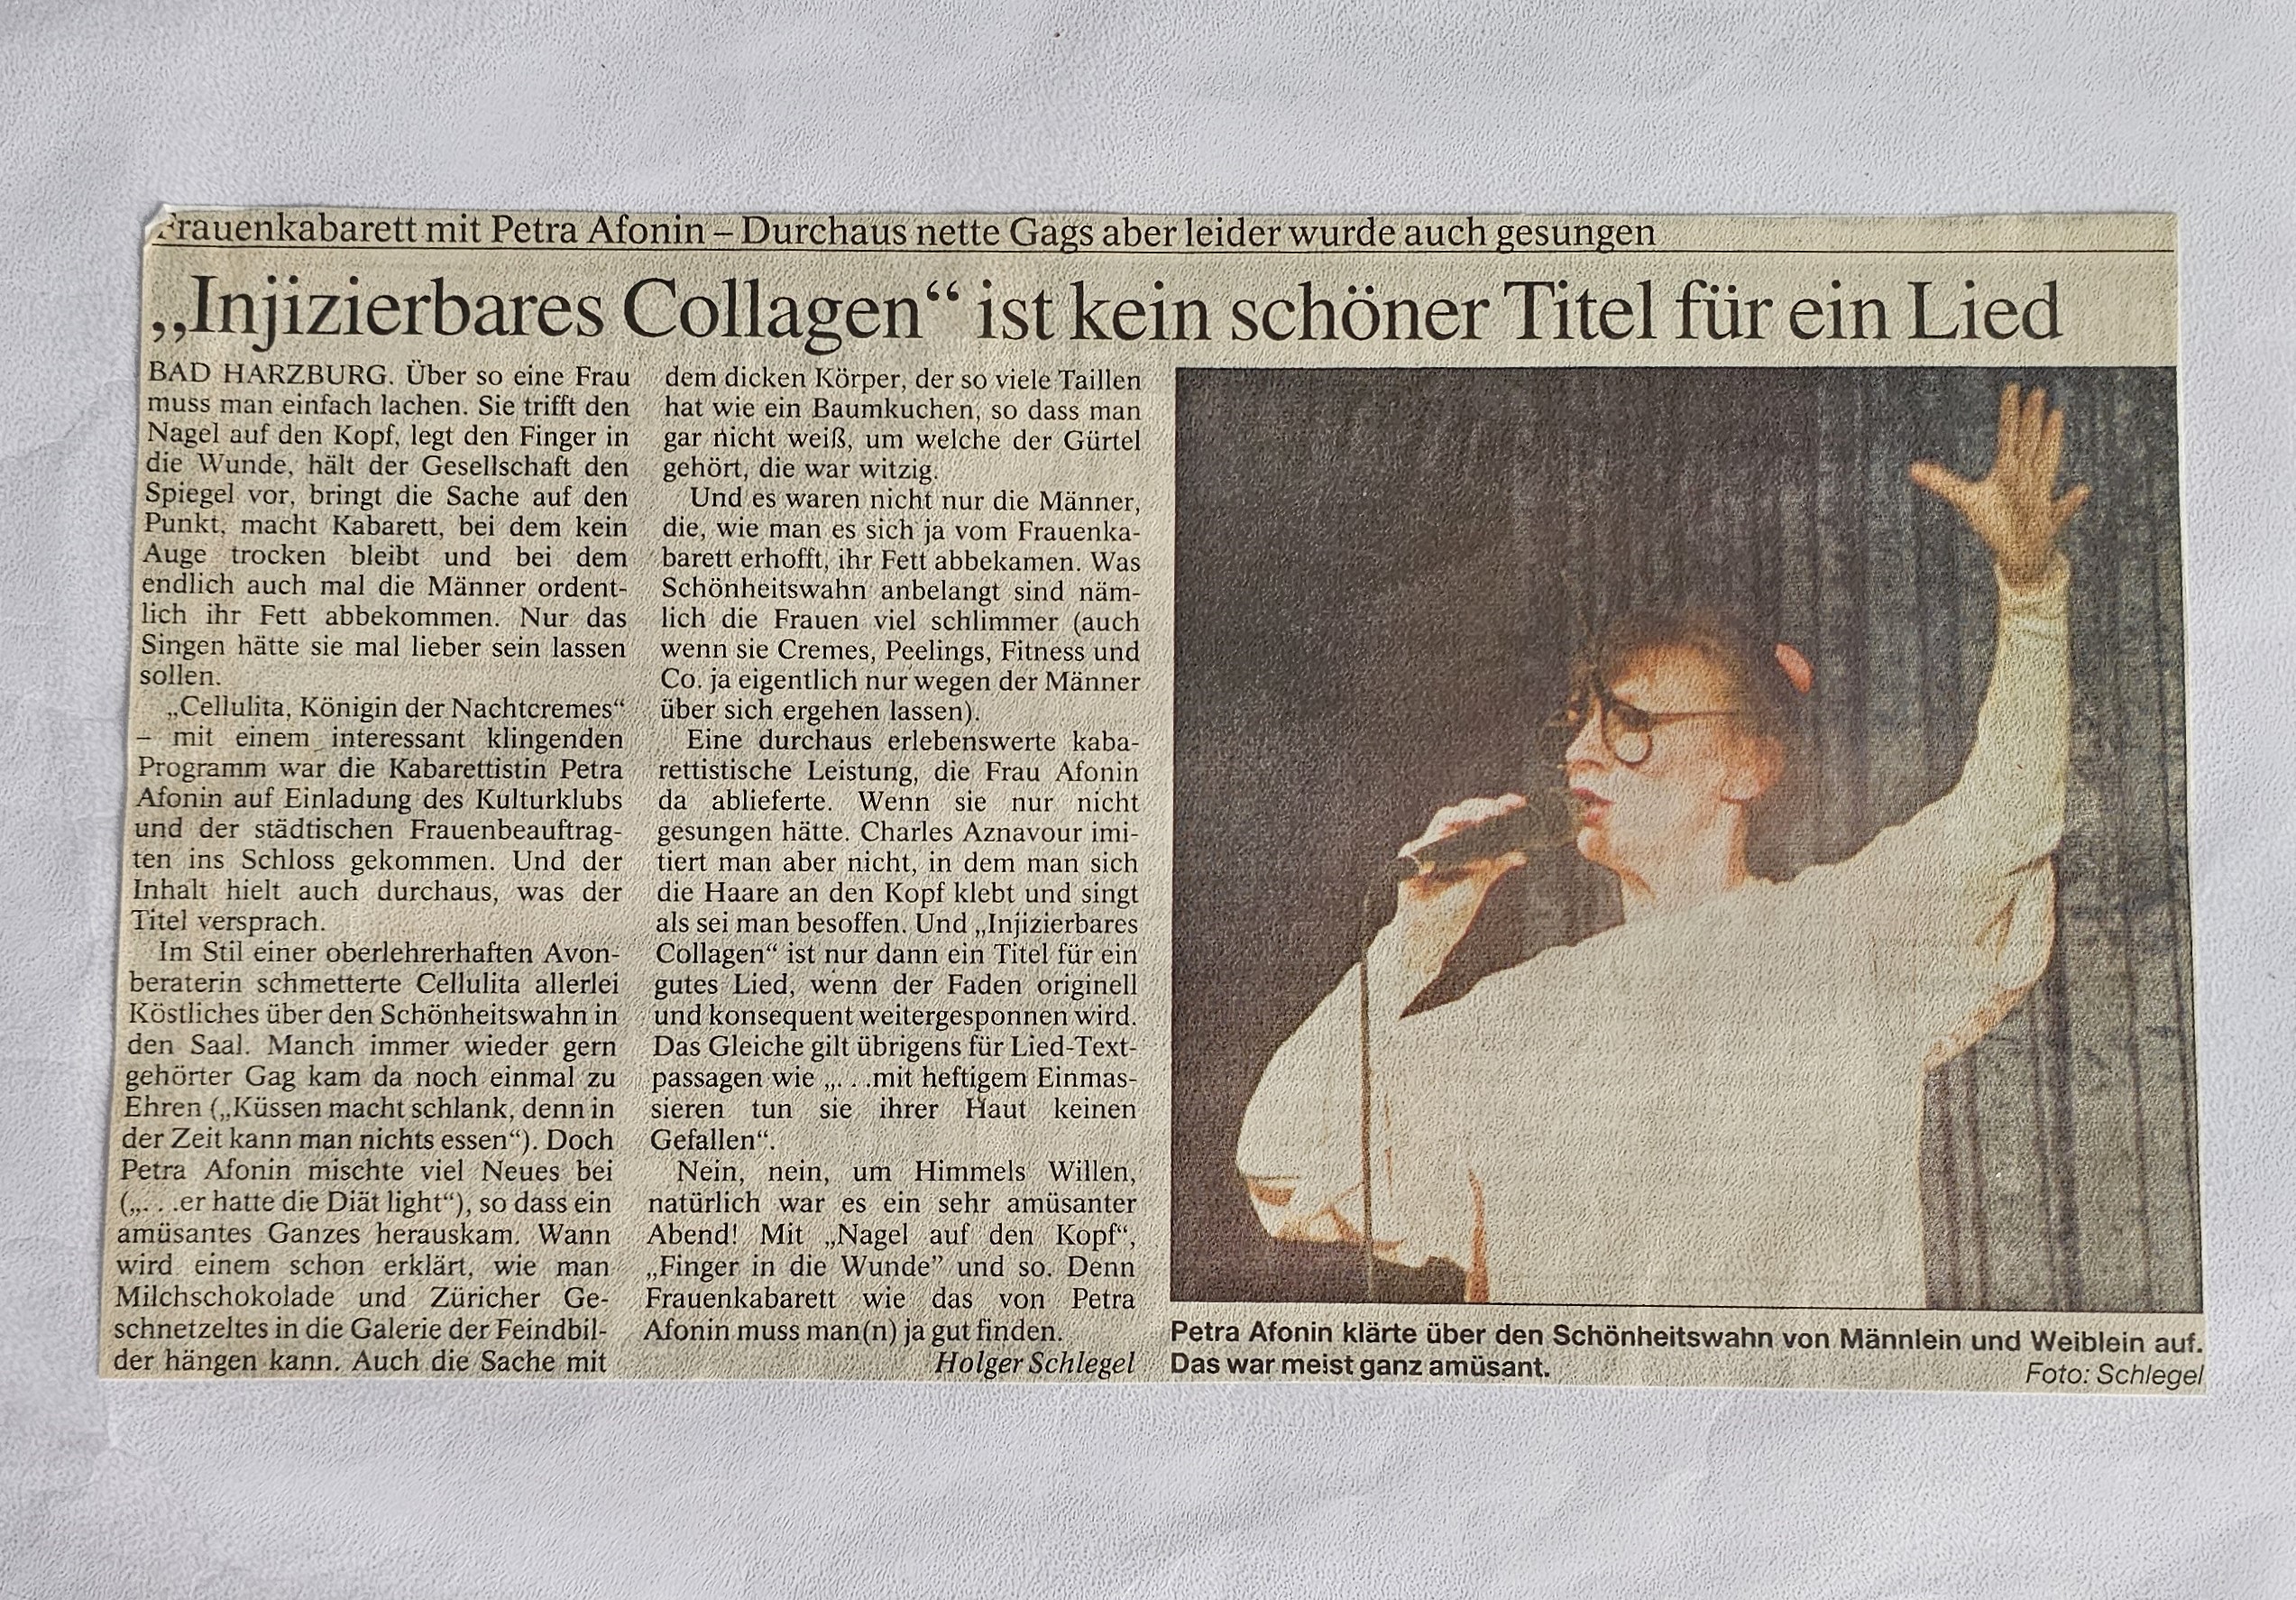 Frauenkabarett mit Petra Afonin – Durchaus nette Gags aber leider wurde auch gesungen
„Injizierbares Collagen“ ist kein schöner Titel für ein Lied
BAD HARZBURG. Über so eine Frau
muss man einfach lachen. Sie trifft den
Nagel auf den Kopf, legt den Finger in
die Wunde, hält der Gesellschaft den
Spiegel vor, bringt die Sache auf den
Punkt, macht Kabarett, bei dem kein
Auge trocken bleibt und bei dem
endlich auch mal die Männer ordent-
lich ihr Fett abbekommen. Nur das
Singen hätte sie mal lieber sein lassen
sollen.
„Cellulita, Königin der Nachtcremes“
– mit einem interessant klingenden
Programm war die Kabarettistin Petra
Afonin auf Einladung des Kulturklubs
und der städtischen Frauenbeauftrag-
ten ins Schloss gekommen. Und der
Inhalt hielt auch durchaus, was der
Titel versprach.
Im Stil einer oberlehrerhaften Avon-
beraterin schmetterte Cellulita allerlei
Köstliches über den Schönheitswahn in
den Saal. Manch immer wieder gern
gehörter Gag kam da noch einmal zu
Ehren („Küssen macht schlank, denn in
der Zeit kann man nichts essen“). Doch
Petra Afonin mischte viel Neues bei
(„. . .er hatte die Diät light“), so dass ein
amüsantes Ganzes herauskam. Wann
wird einem schon erklärt, wie man
Milchschokolade und Züricher Ge-
schnetzeltes in die Galerie der Feindbil-
der hängen kann. Auch die Sache mit
dem dicken Körper, der so viele Taillen
hat wie ein Baumkuchen, so dass man
gar nicht weiß, um welche der Gürtel
gehört, die war witzig.
Und es waren nicht nur die Männer,
die, wie man es sich ja vom Frauenka-
barett erhofft, ihr Fett abbekamen. Was
Schönheitswahn anbelangt sind näm-
lich die Frauen viel schlimmer (auch
wenn sie Cremes, Peelings, Fitness und
Co. ja eigentlich nur wegen der Männer
über sich ergehen lassen).
Eine durchaus erlebenswerte kaba-
rettistische Leistung, die Frau Afonin
da ablieferte. Wenn sie nur nicht
gesungen hätte. Charles Aznavour imi-
tiert man aber nicht, in dem man sich
die Haare an den Kopf klebt und singt
als sei man besoffen. Und „Injizierbares
Collagen“ ist nur dann ein Titel für ein
gutes Lied, wenn der Faden originell
und konsequent weitergesponnen wird.
Das Gleiche gilt übrigens für Lied-Text-
passagen wie „. . .mit heftigem Einmas-
sieren tun sie ihrer Haut keinen
Gefallen“.
Nein, nein, um Himmels Willen,
natürlich war es ein sehr amüsanter
Abend! Mit „Nagel auf den Kopf“,
„Finger in die Wunde” und so. Denn
Frauenkabarett wie das von Petra
Afonin muss man(n) ja gut finden.
Holger Schlegel
Petra Afonin klärte über den Schönheitswahn von Männlein und Weiblein auf.
Das war meist ganz amüsant.
Foto: Schlegel